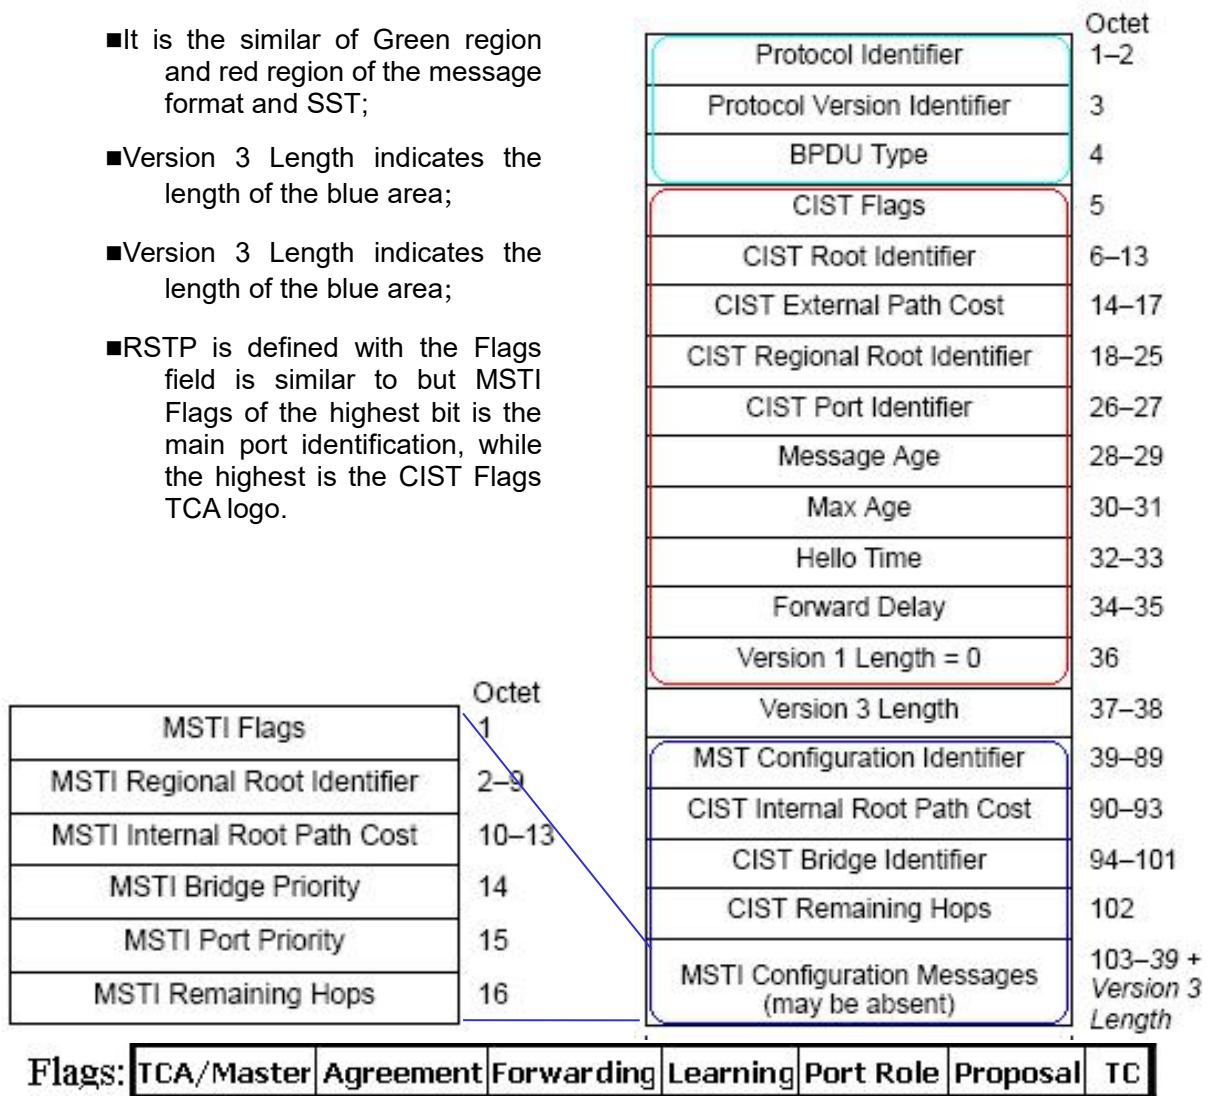 ■It is the similar of Green region
and red region of the message
format and SST;
■Version 3 Length indicates the
length of the blue area;
■Version 3 Length indicates the
length of the blue area;
■RSTP is defined with the Flags
field is similar to but MSTI
Flags of the highest bit is the
main port identification, while
the highest is the CIST Flags
TCA logo.
Octet
Protocol Identifier 1–2
Protocol Version Identifier 3
BPDU Type 4
CIST Flags 5
CIST Root Identifier 6–13
CIST External Path Cost 14–17
CIST Regional Root Identifier 18–25
CIST Port Identifier 26–27
Message Age 28–29
Max Age 30–31
Hello Time 32–33
Forward Delay 34–35
Version 1 Length = 0 36
Version 3 Length 37–38
MST Configuration Identifier 39–89
CIST Internal Root Path Cost 90–93
CIST Bridge Identifier 94–101
CIST Remaining Hops 102
MSTI Configuration Messages
(may be absent)
103–39 +
Version 3
Length
Octet
MSTI Flags 1
MSTI Regional Root Identifier 2–9
MSTI Internal Root Path Cost 10–13
MSTI Bridge Priority 14
MSTI Port Priority 15
MSTI Remaining Hops 16
Flags: TCA/Master Agreement Forwarding Learning Port Role Proposal TC